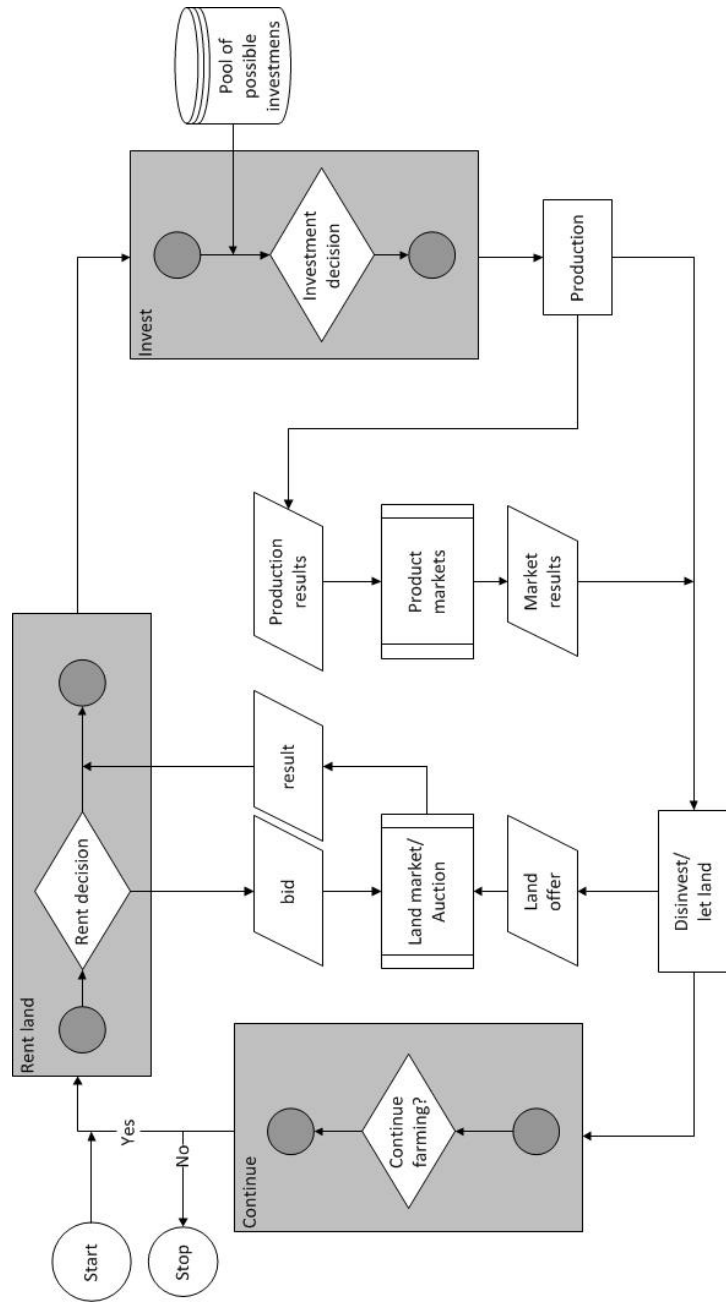 Start
Stop
Yes
No
Rent land
Rent decision
bid
result
Land market/
Auction
Land
offer
Continue
Continue
farming?
Disinvest/
let land
Production
results
Product
markets
Market
results
Invest
Investment
decision
Pool of
possible
investmens
Production